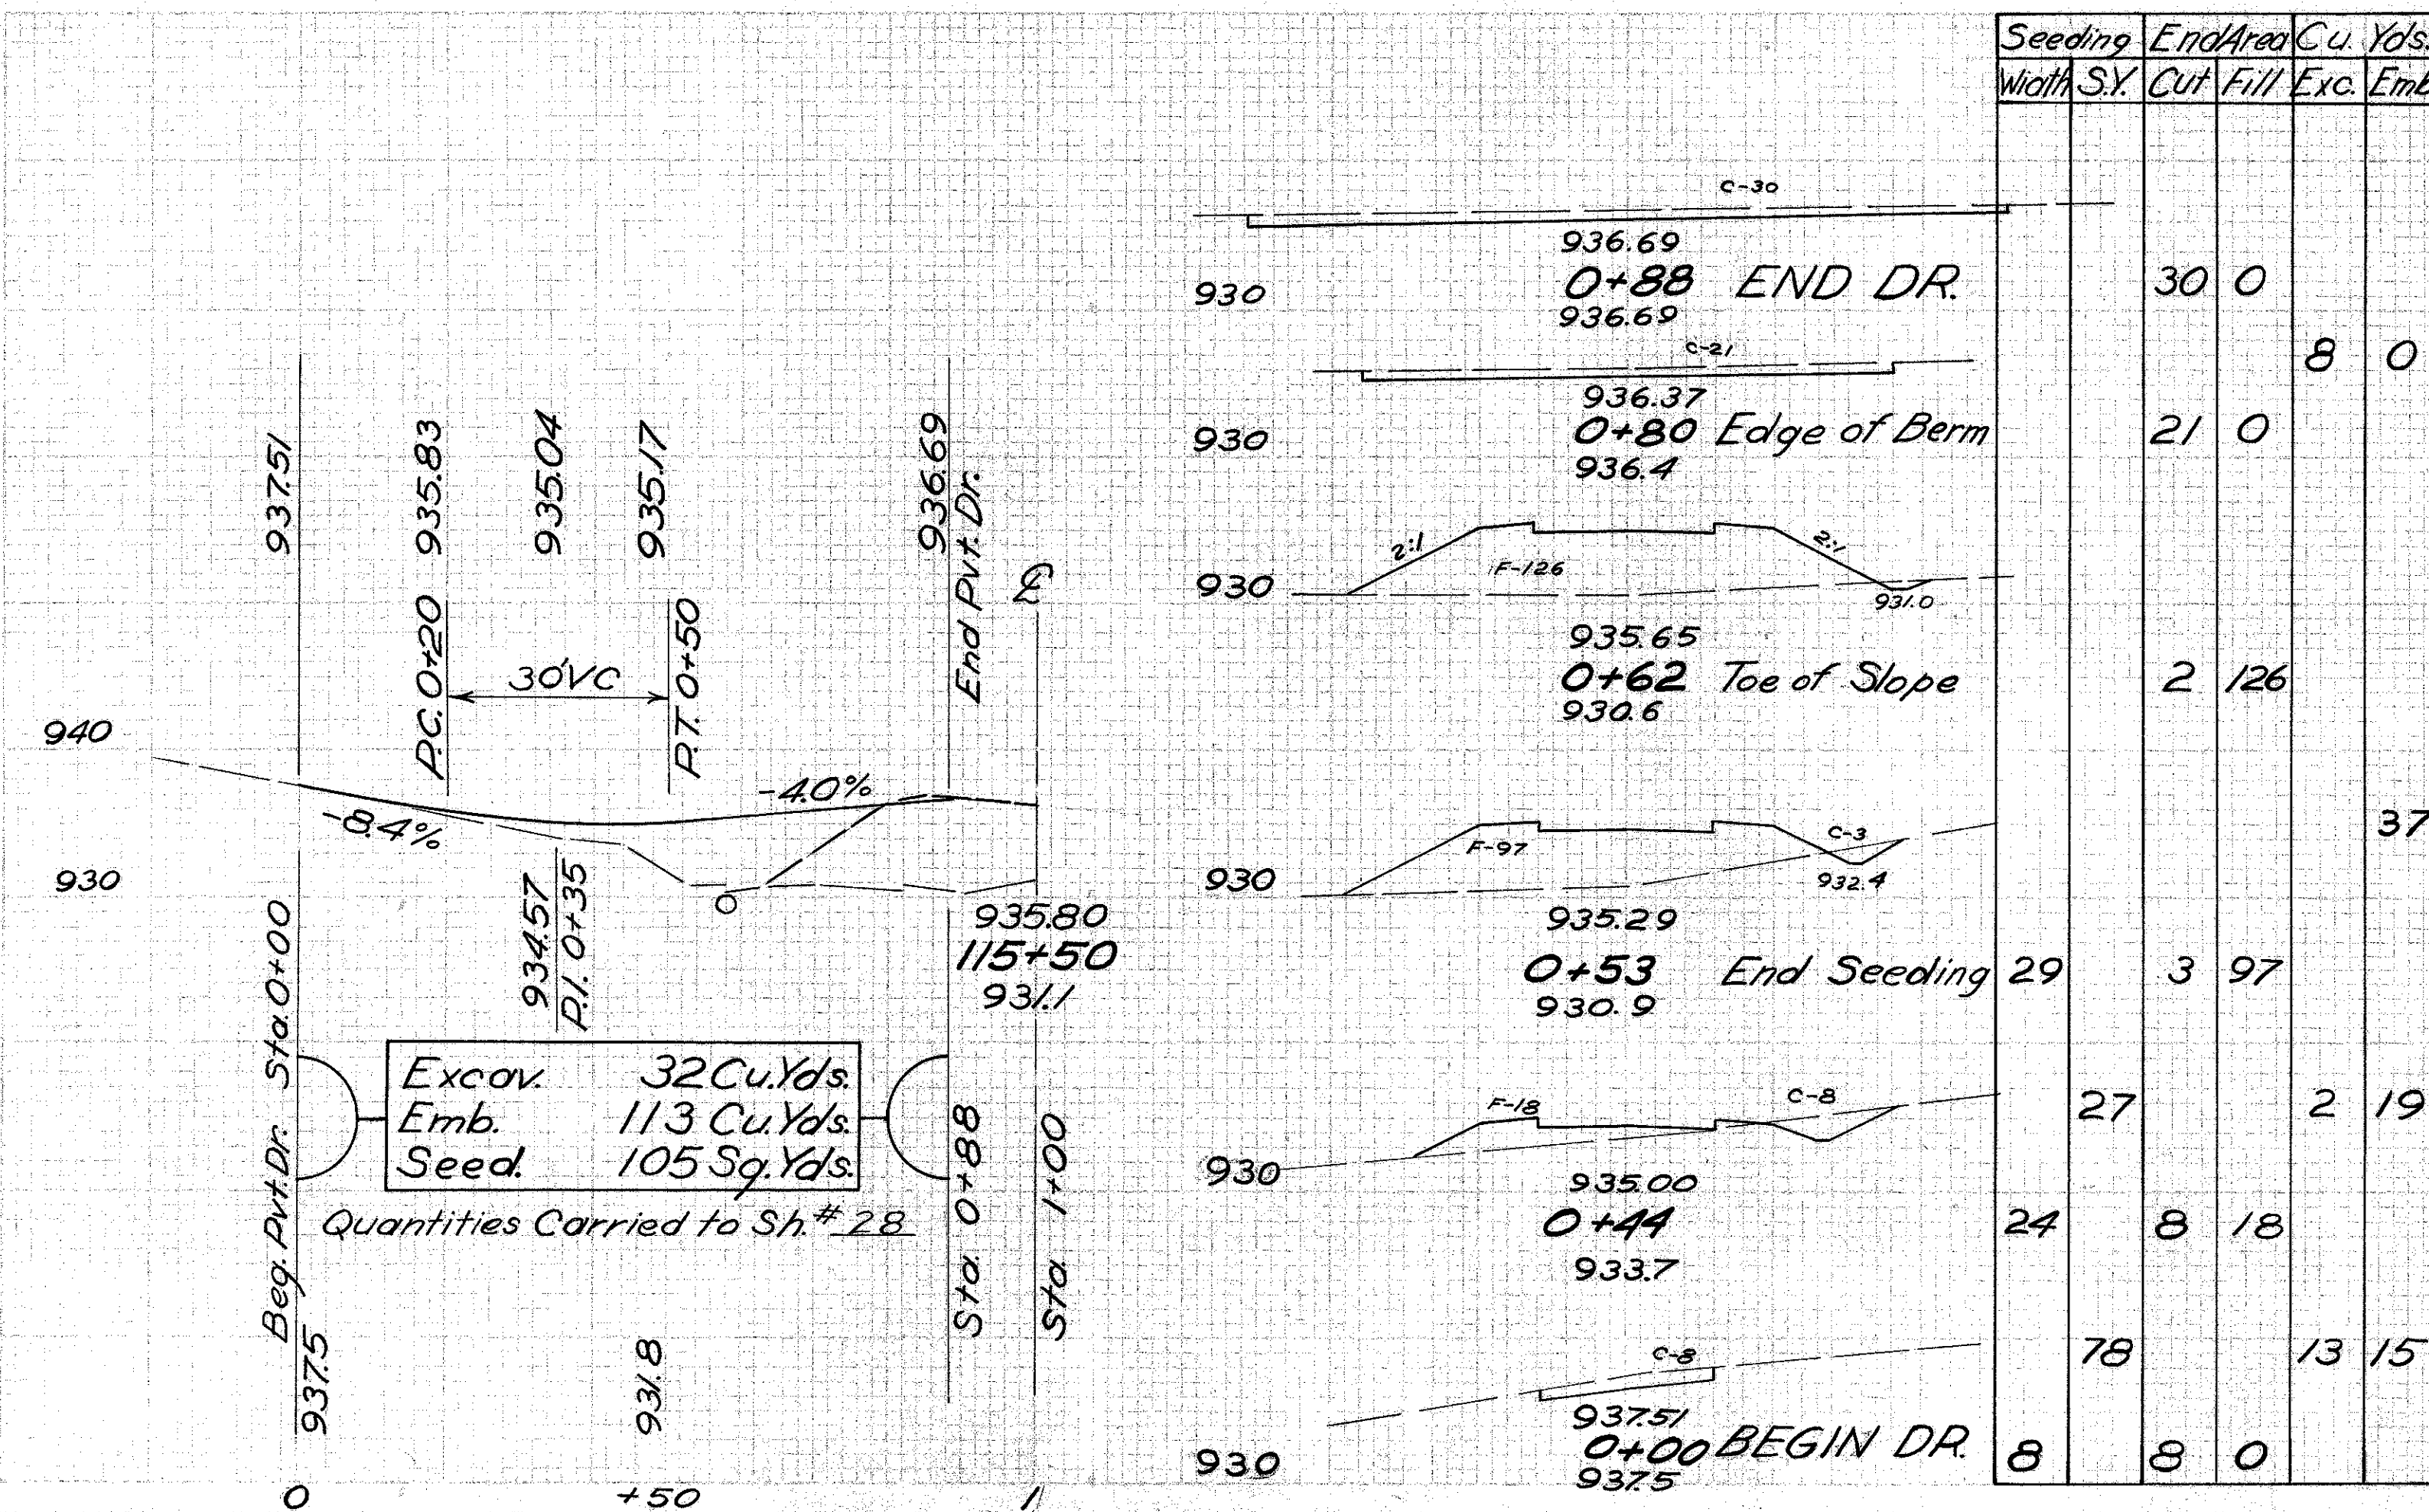 Seeding EndArea Cu. Yds.
Width S.Y. Cut Fill Exc. Emb
C-30
936.69
930 0+88 END DR. 30 0
936.69
C-21
8 0
936.37
930 0+80 Edge of Berm 21 0
936.4
2:1 F-126 2:1
930 931.0
935.65
0+62 Toe of Slope 2 126
930.6
37
F-97 C-3
930 932.4
935.29
0+53 End Seeding 29 3 97
930.9
F-18 C-8
27 2 19
930
935.00
0+44 24 8 18
933.7
C-8
78 13 15
937.51
930 0+00 BEGIN DR. 8 8 0
937.5
937.51
P.C. 0+20 935.83
935.04
P.T. 0+50 935.17
936.69
End Pvt. Dr.
℄
30'VC
940
-8.4%
-4.0%
930
934.57
P.I. 0+35
935.80
115+50
931.1
Beg. Pvt. Dr. Sta. 0+00
937.5
Excav. 32 Cu.Yds.
Emb. 113 Cu.Yds.
Seed. 105 Sq.Yds.
Quantities Carried to Sh. # 28
Sta. 0+88
Sta. 1+00
931.8
0 +50 1